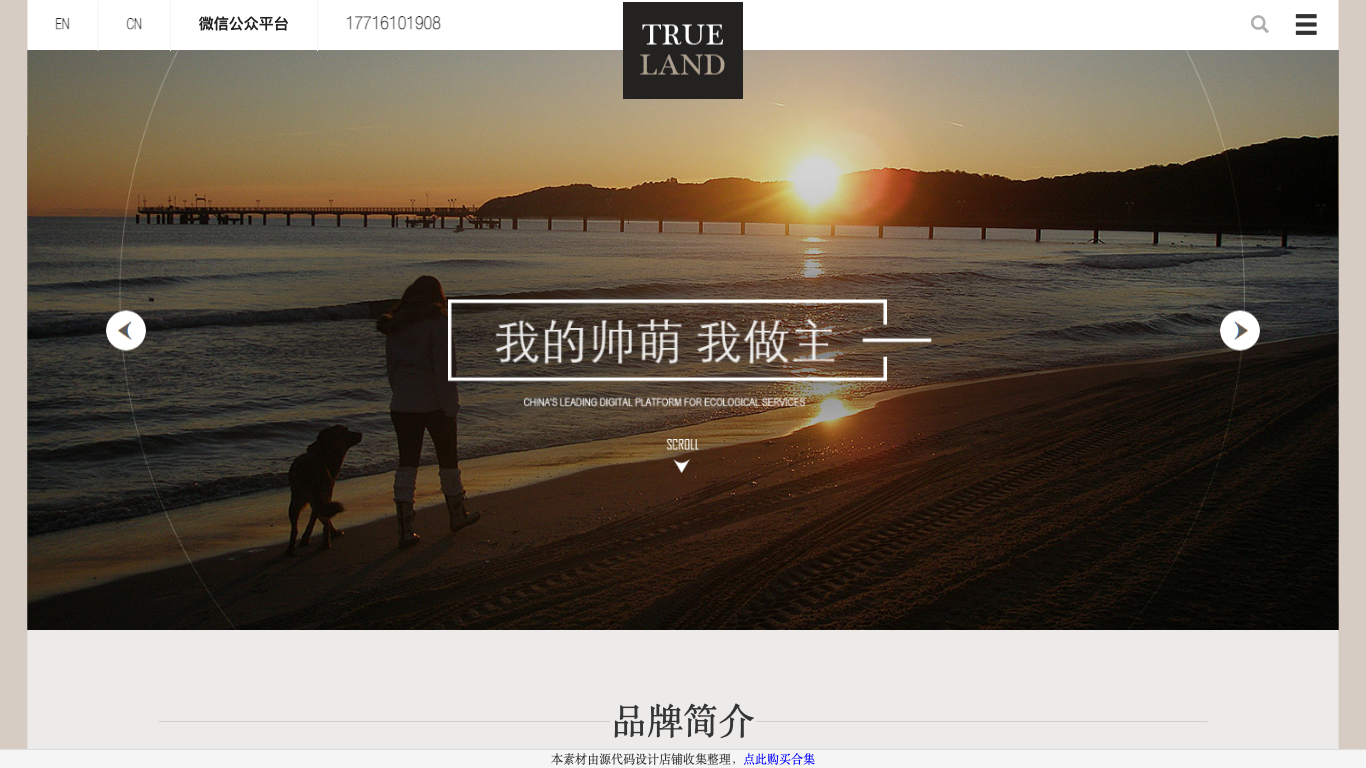 EN
CN
微信公众平台
17716101908
TRUE
LAND
我的帅萌 我做主
CHINA'S LEADING DIGITAL PLATFORM FOR ECOLOGICAL SERVICES
SCROLL
品牌简介
本素材由源代码设计店铺收集整理，点此购买合集